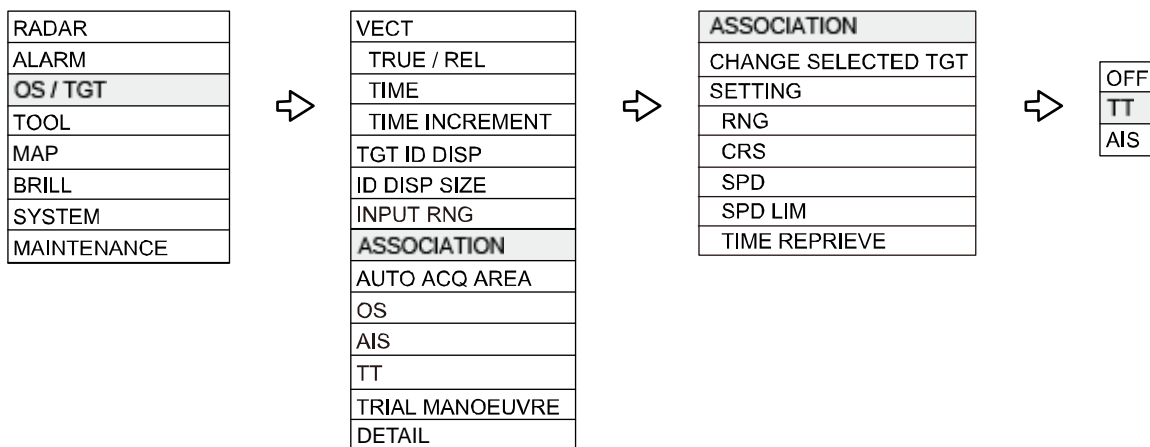 RADAR
ALARM
OS / TGT
TOOL
MAP
BRILL
SYSTEM
MAINTENANCE
VECT
TRUE / REL
TIME
TIME INCREMENT
TGT ID DISP
ID DISP SIZE
INPUT RNG
ASSOCIATION
AUTO ACQ AREA
OS
AIS
TT
TRIAL MANOEUVRE
DETAIL
ASSOCIATION
CHANGE SELECTED TGT
SETTING
RNG
CRS
SPD
SPD LIM
TIME REPRIEVE
OFF
TT
AIS